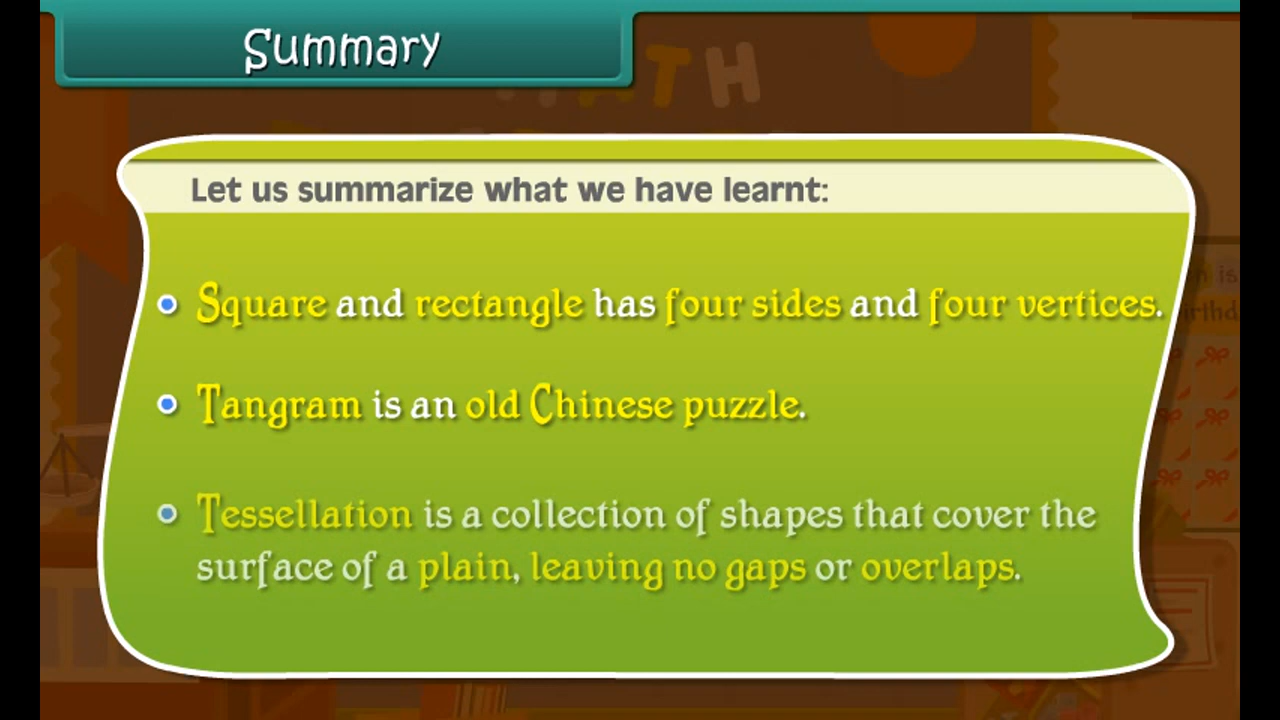 Summary
MATH
Let us summarize what we have learnt:
Square and rectangle has four sides and four vertices.
Tangram is an old Chinese puzzle.
Tessellation is a collection of shapes that cover the
surface of a plain, leaving no gaps or overlaps.